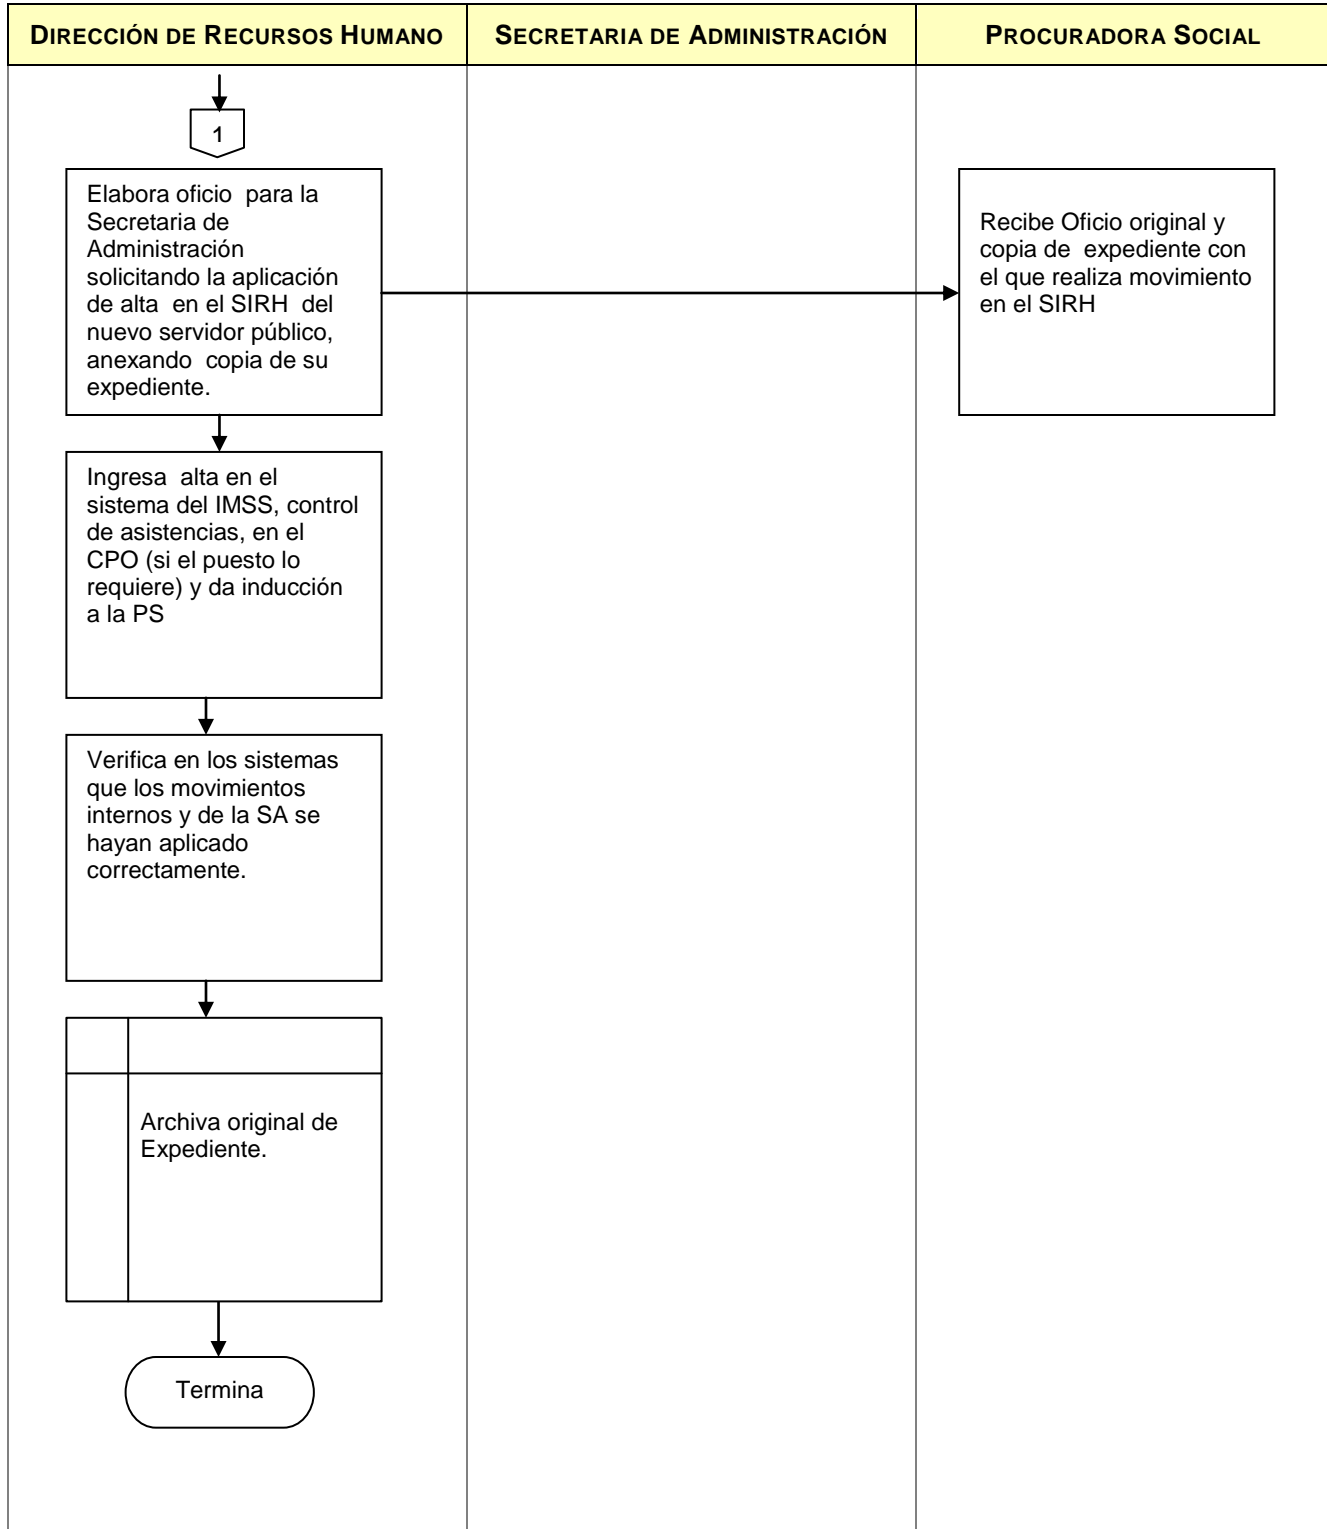 DIRECCIÓN DE RECURSOS HUMANO
SECRETARIA DE ADMINISTRACIÓN
PROCURADORA SOCIAL
1
Elabora oficio para la
Secretaria de
Administración
solicitando la aplicación
de alta en el SIRH del
nuevo servidor público,
anexando copia de su
expediente.
Recibe Oficio original y
copia de expediente con
el que realiza movimiento
en el SIRH
Ingresa alta en el
sistema del IMSS, control
de asistencias, en el
CPO (si el puesto lo
requiere) y da inducción
a la PS
Verifica en los sistemas
que los movimientos
internos y de la SA se
hayan aplicado
correctamente.
Archiva original de
Expediente.
Termina